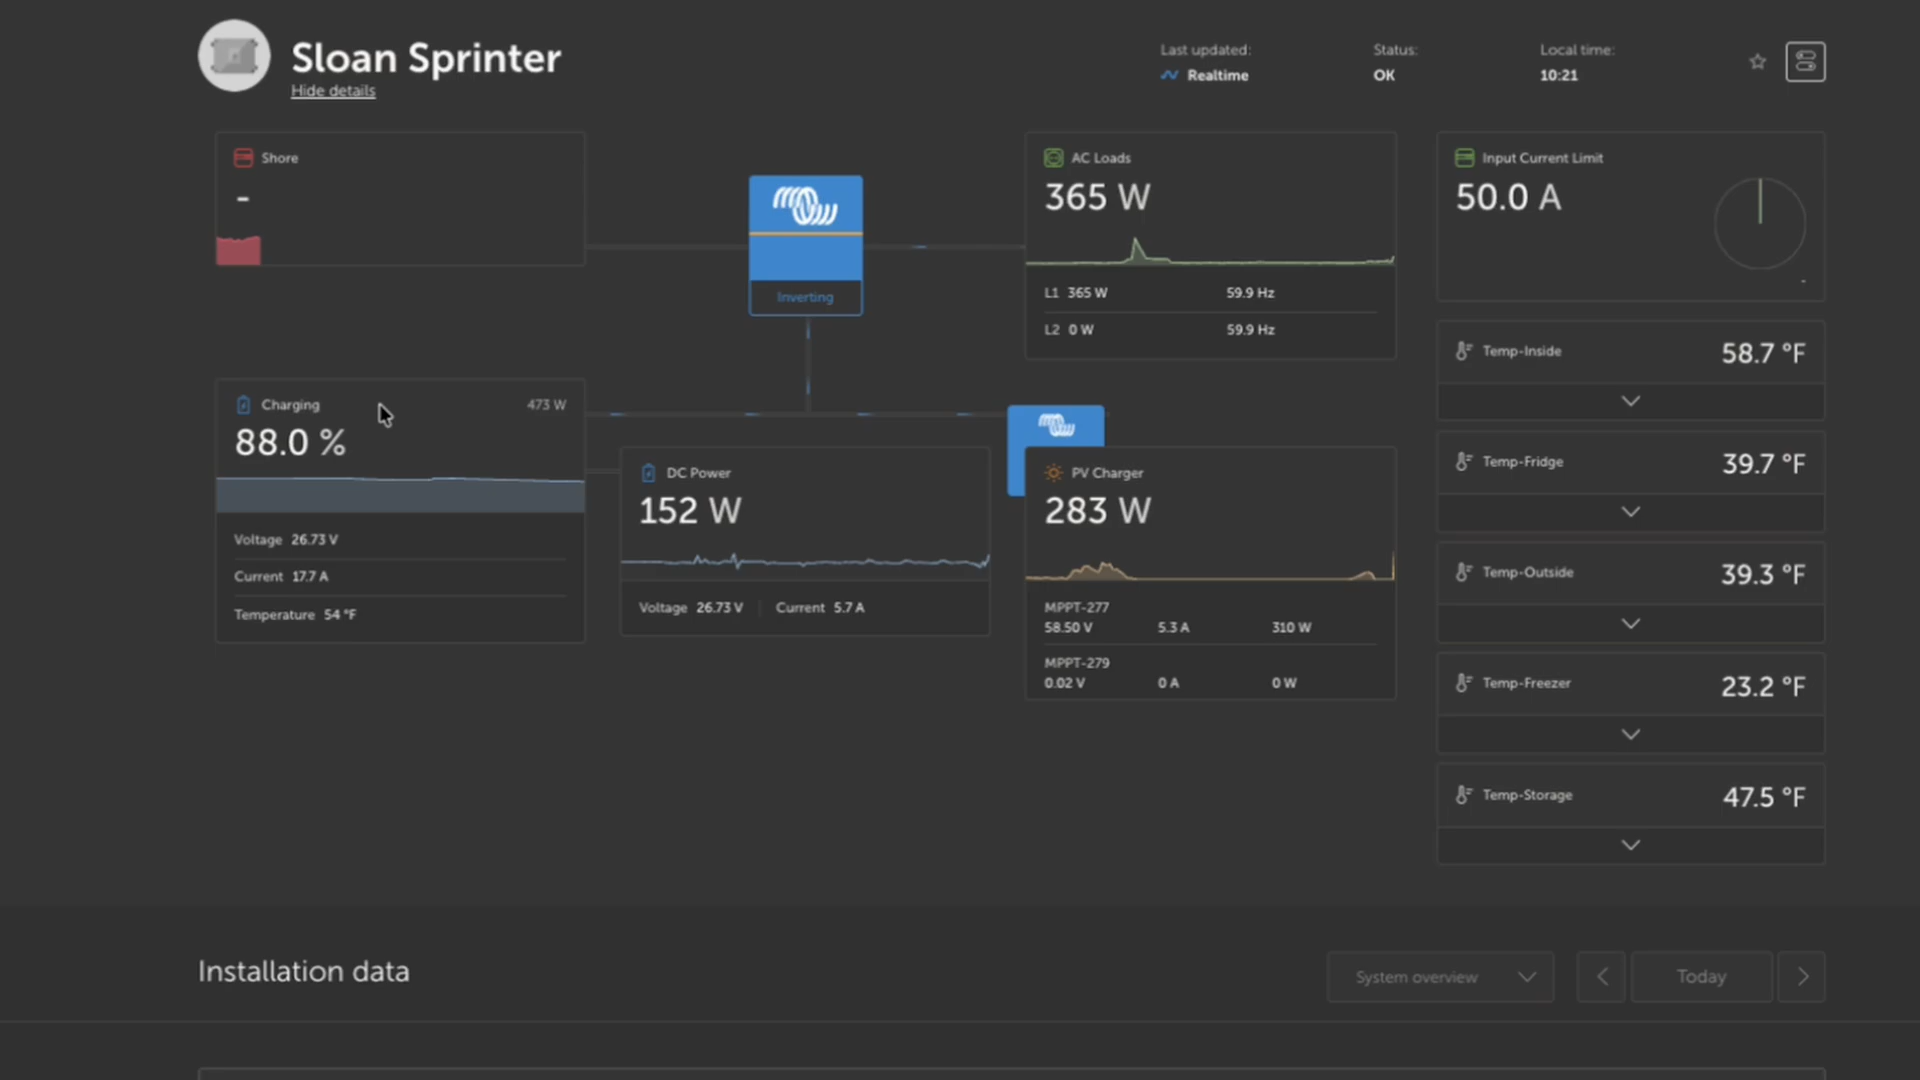 Sloan Sprinter
Hide details
Last updated:
Realtime
Status:
OK
Local time:
10:21
Shore
-
Inverting
AC Loads
365 W
L1 365 W 59.9 Hz
L2 0 W 59.9 Hz
Input Current Limit
50.0 A
-
Charging 473 W
88.0 %
Voltage 26.73 V
Current 17.7 A
Temperature 54 °F
DC Power
152 W
Voltage 26.73 V Current 5.7 A
PV Charger
283 W
MPPT-277
58.50 V 5.3 A 310 W
MPPT-279
0.02 V 0 A 0 W
Temp-Inside 58.7 °F
Temp-Fridge 39.7 °F
Temp-Outside 39.3 °F
Temp-Freezer 23.2 °F
Temp-Storage 47.5 °F
Installation data
System overview
Today